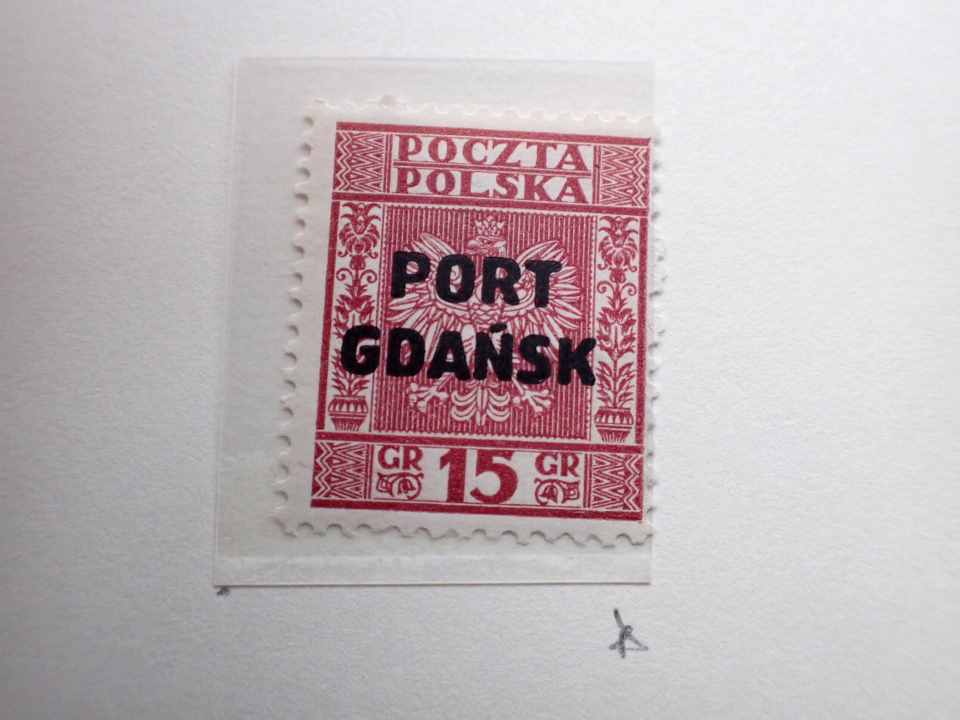 POCZTA
POLSKA
PORT
GDAŃSK
GR 15 GR